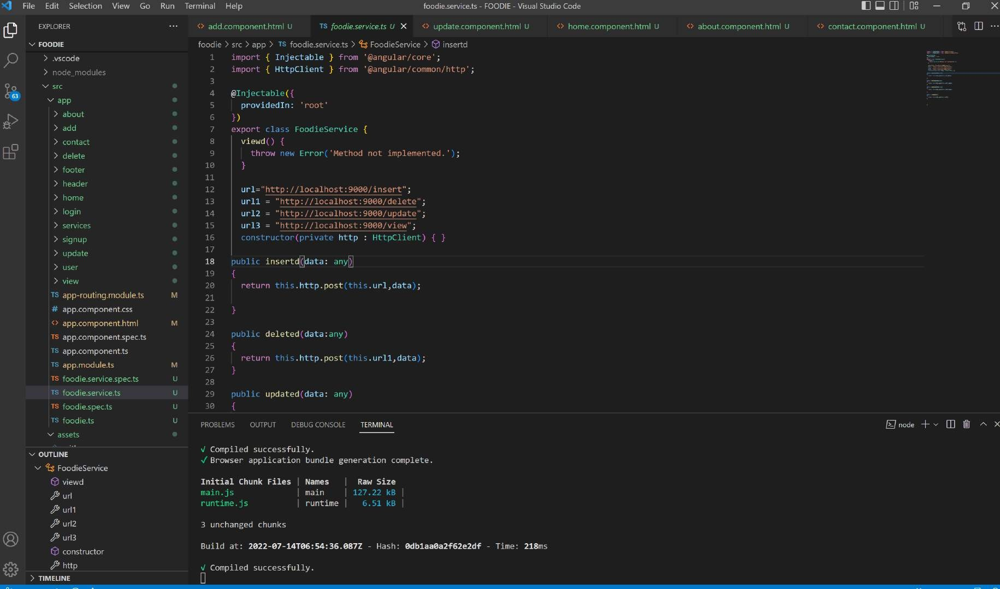 File Edit Selection View Go Run Terminal Help
foodie.service.ts - FOODIE - Visual Studio Code
EXPLORER
add.component.html U
TS foodie.service.ts U
update.component.html U
home.component.html U
about.component.html U
contact.component.html U
FOODIE
.vscode
node_modules
src
app
about
add
contact
delete
footer
header
home
login
services
signup
update
user
view
TS app-routing.module.ts M
# app.component.css
<> app.component.html M
TS app.component.spec.ts
TS app.component.ts
TS app.module.ts M
TS foodie.service.spec.ts U
TS foodie.service.ts U
TS foodie.spec.ts U
TS foodie.ts U
assets
OUTLINE
FoodieService
viewd
url
url1
url2
url3
constructor
http
TIMELINE
63
foodie > src > app > TS foodie.service.ts > FoodieService > insertd
1 import { Injectable } from '@angular/core';
2 import { HttpClient } from '@angular/common/http';
3
4 @Injectable({
5 providedIn: 'root'
6 })
7 export class FoodieService {
8 viewd() {
9 throw new Error('Method not implemented.');
10 }
11
12 url="http://localhost:9000/insert";
13 url1 = "http://localhost:9000/delete";
14 url2 = "http://localhost:9000/update";
15 url3 = "http://localhost:9000/view";
16 constructor(private http : HttpClient) { }
17
18 public insertd(data: any)
19 {
20 return this.http.post(this.url,data);
21
22 }
23
24 public deleted(data:any)
25 {
26 return this.http.post(this.url1,data);
27 }
28
29 public updated(data: any)
30 {
PROBLEMS OUTPUT DEBUG CONSOLE TERMINAL
node
√ Compiled successfully.
✓ Browser application bundle generation complete.
Initial Chunk Files | Names | Raw Size
main.js | main | 127.22 kB |
runtime.js | runtime | 6.51 kB |
3 unchanged chunks
Build at: 2022-07-14T06:54:36.087Z - Hash: 0db1aa0a2f62e2df - Time: 218ms
√ Compiled successfully.